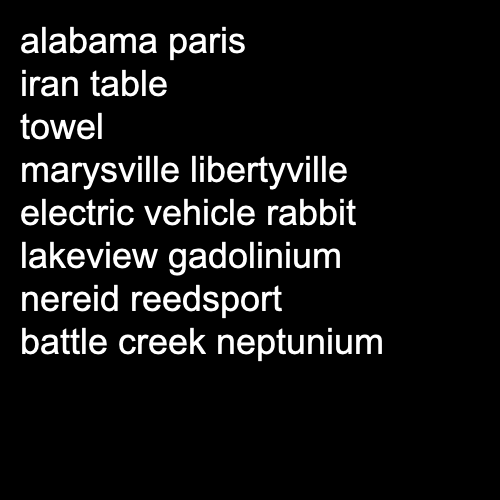 alabama paris
iran table
towel
marysville libertyville
electric vehicle rabbit
lakeview gadolinium
nereid reedsport
battle creek neptunium